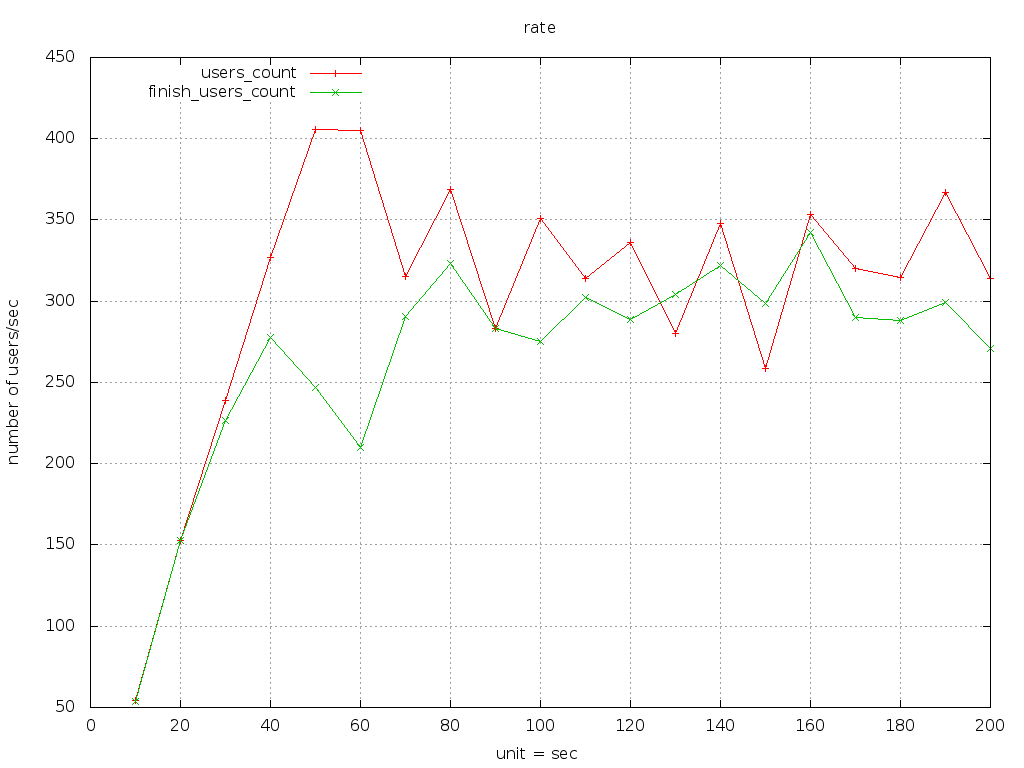 rate
450
400
350
300
250
200
150
100
50
users_count
finish_users_count
number of users/sec
0 20 40 60 80 100 120 140 160 180 200
unit = sec